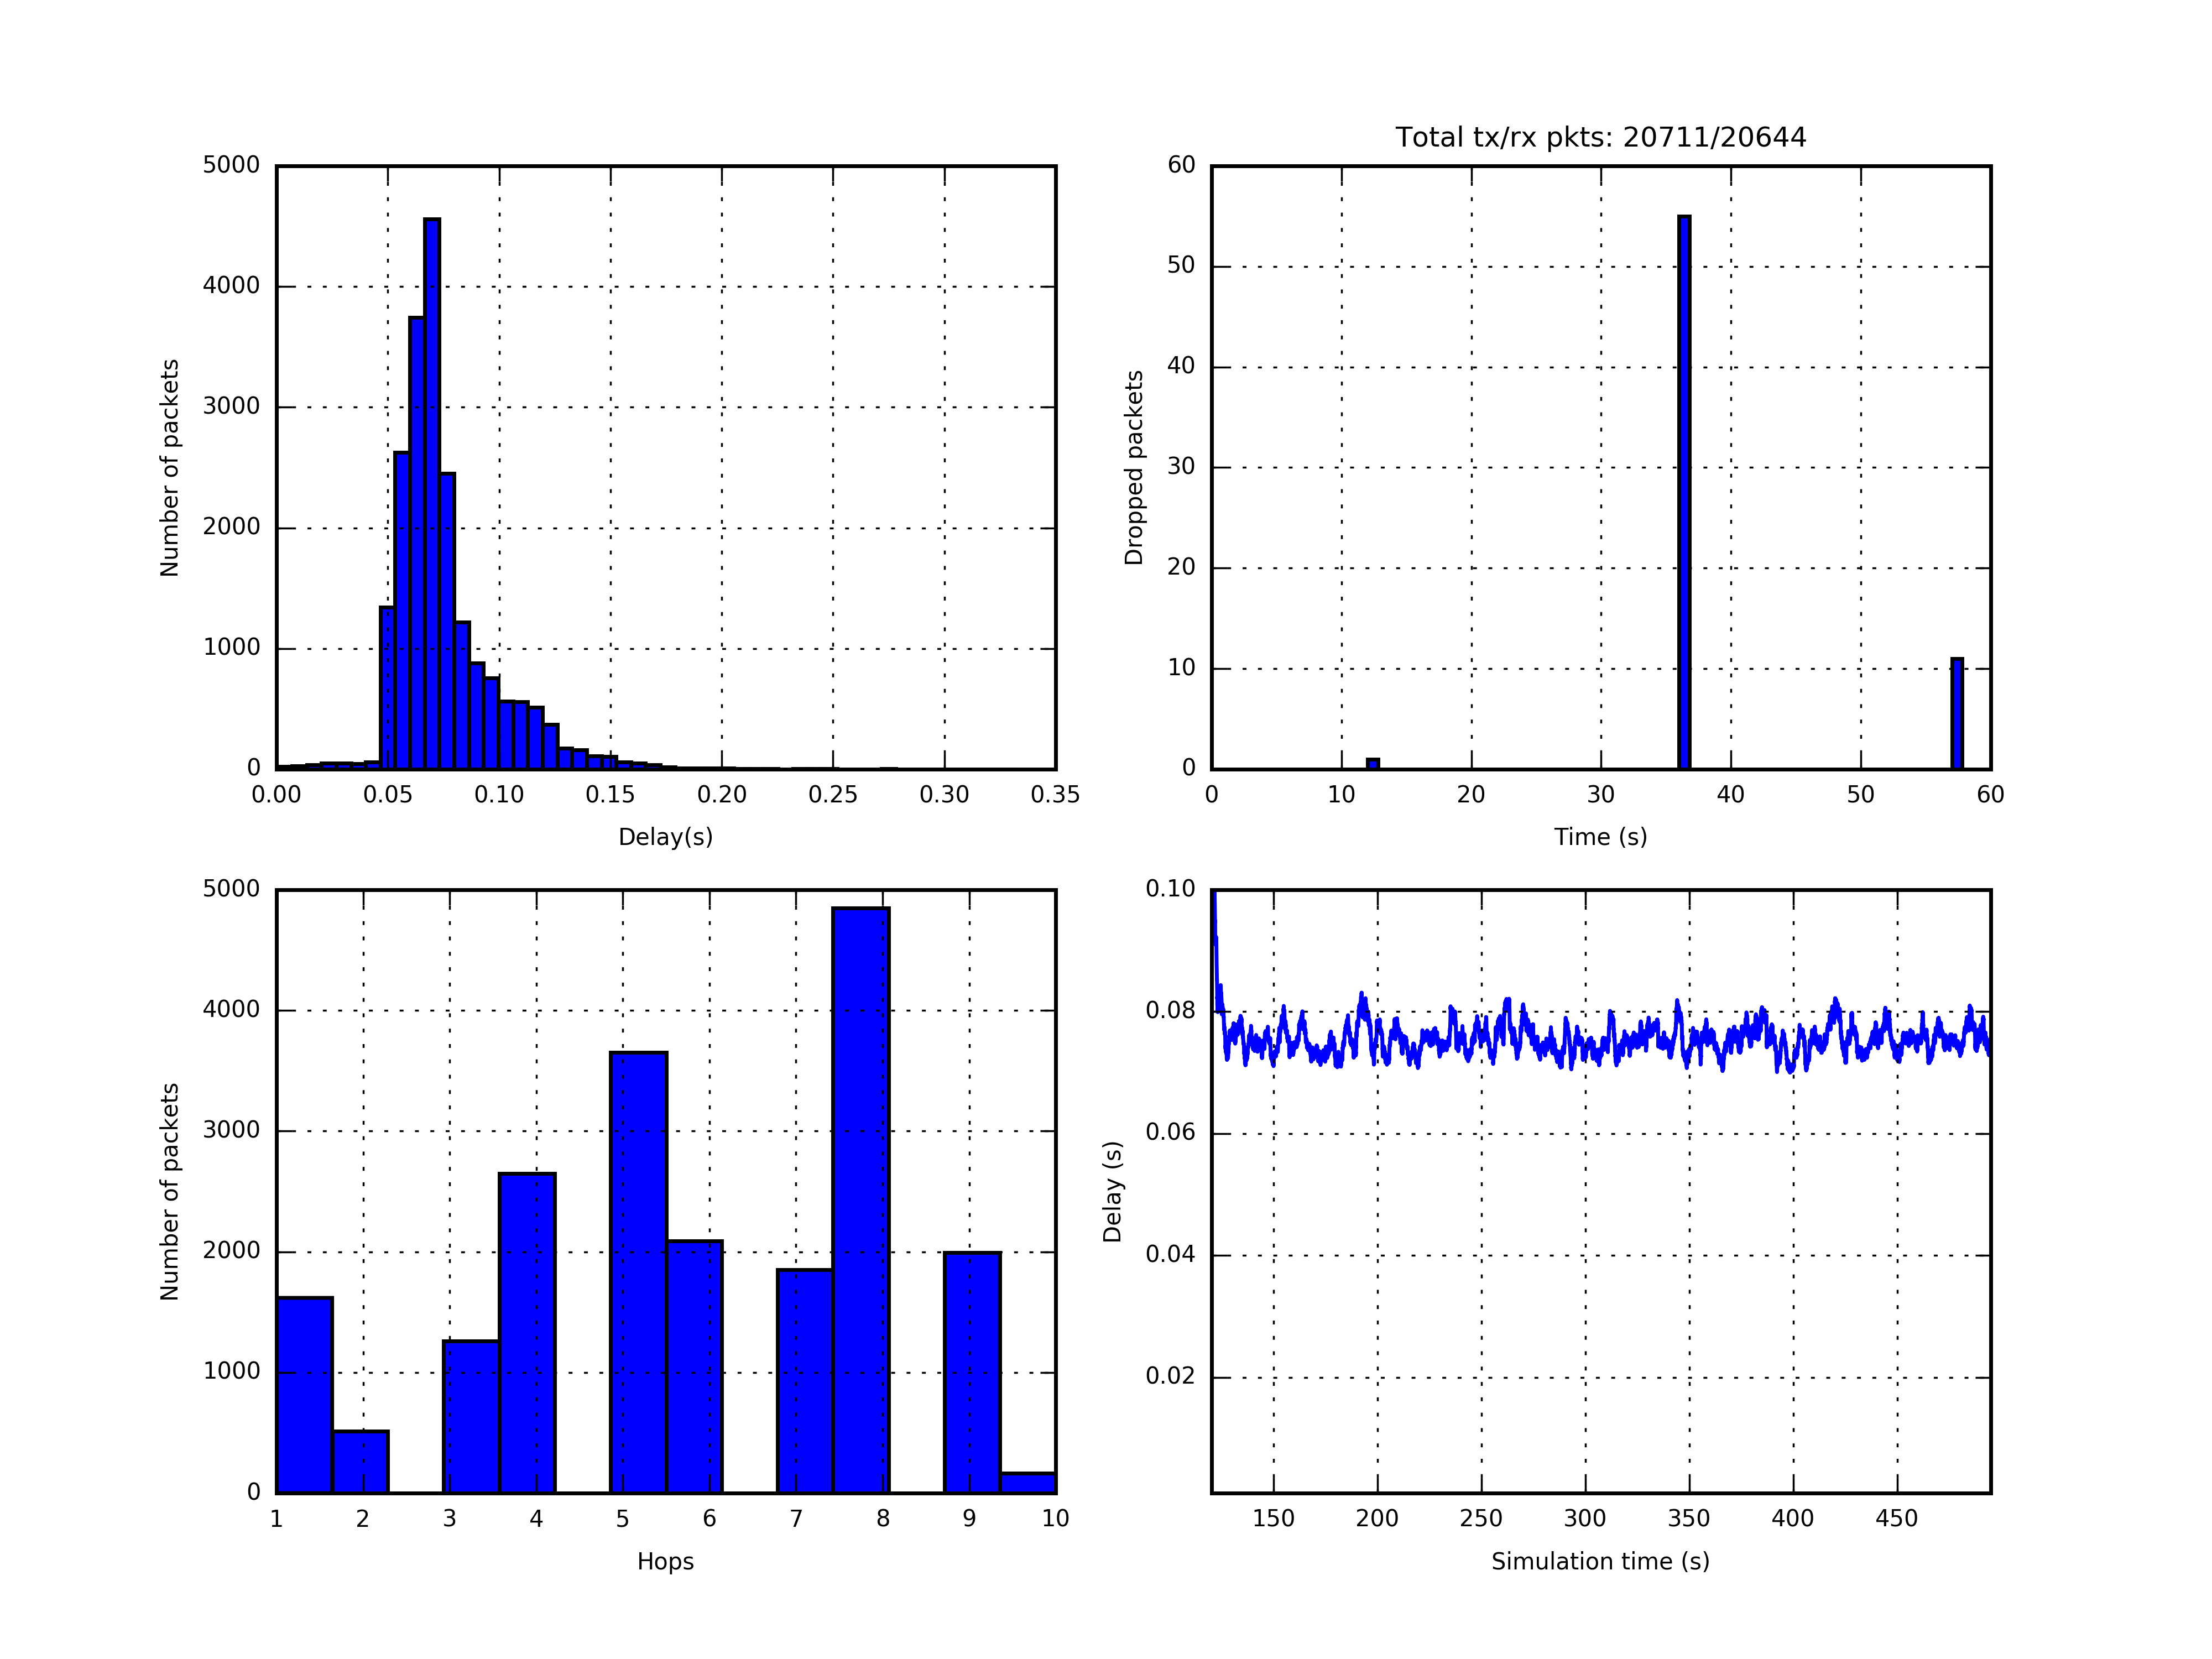 5000
4000
3000
2000
1000
0
Number of packets
0.00 0.05 0.10 0.15 0.20 0.25 0.30 0.35
Delay(s)
Total tx/rx pkts: 20711/20644
60
50
40
30
20
10
0
Dropped packets
0 10 20 30 40 50 60
Time (s)
5000
4000
3000
2000
1000
0
Number of packets
1 2 3 4 5 6 7 8 9 10
Hops
0.10
0.08
0.06
0.04
0.02
Delay (s)
150 200 250 300 350 400 450
Simulation time (s)